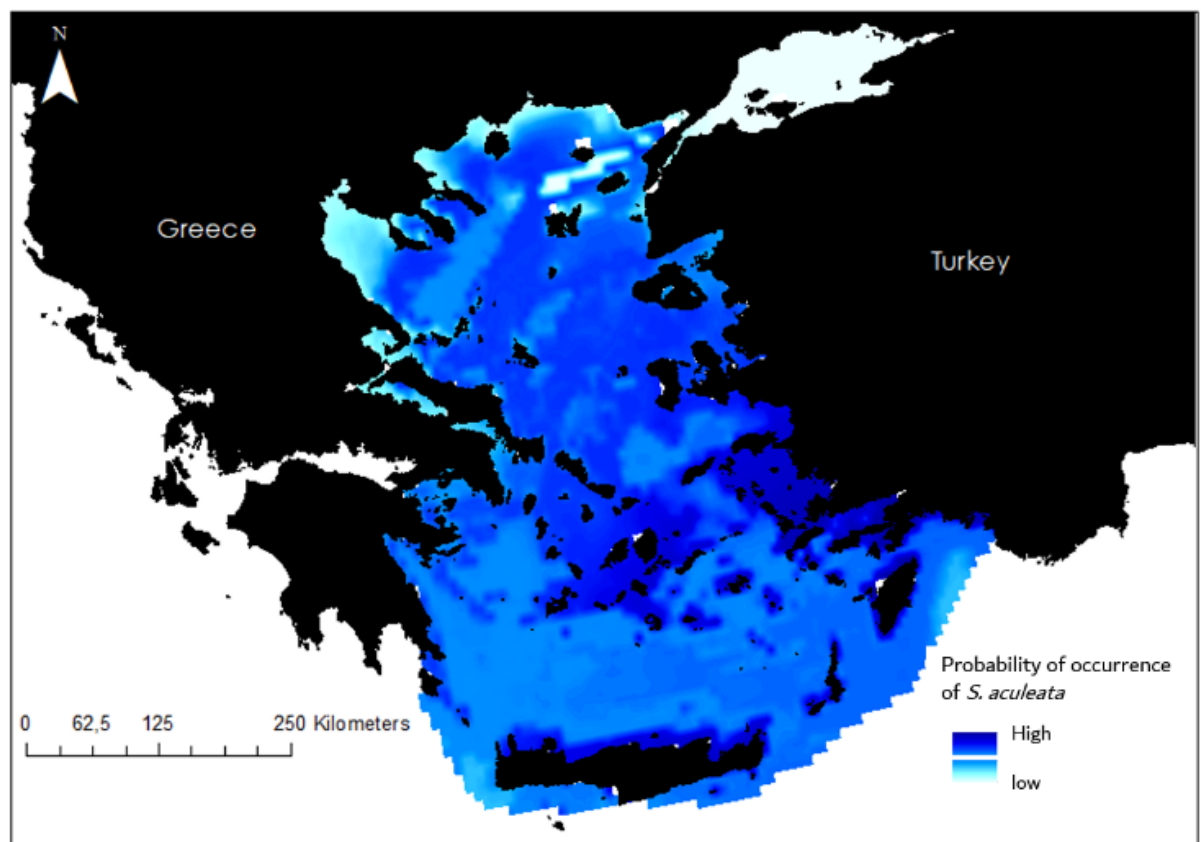 N
Greece
Turkey
Probability of occurrence
of S. aculeata
High
low
0 62,5 125 250 Kilometers